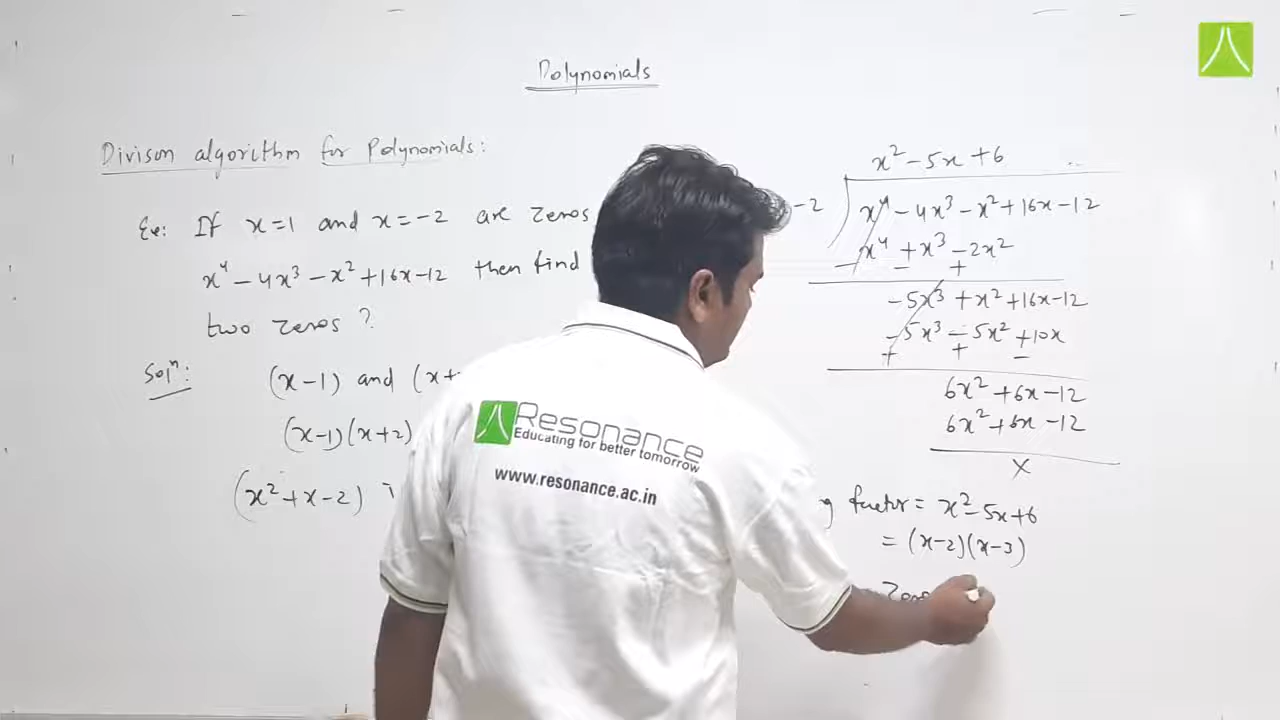 Polynomials
Divison algorithm for Polynomials:
Ex: If x=1 and x=-2 are zeros
x⁴ - 4x³ - x² + 16x - 12 then find
two zeros ?
Solⁿ: (x-1) and (x+
(x-1)(x+2)
(x²+x-2)
x² - 5x + 6
-2 ) x⁴ - 4x³ - x² + 16x - 12
x⁴ + x³ - 2x²
- - +
-5x³ + x² + 16x - 12
-5x³ - 5x² + 10x
+ + -
6x² + 6x - 12
6x² + 6x - 12
x
g factor = x² - 5x + 6
= (x-2)(x-3)
Zero
Resonance
Educating for better tomorrow
www.resonance.ac.in